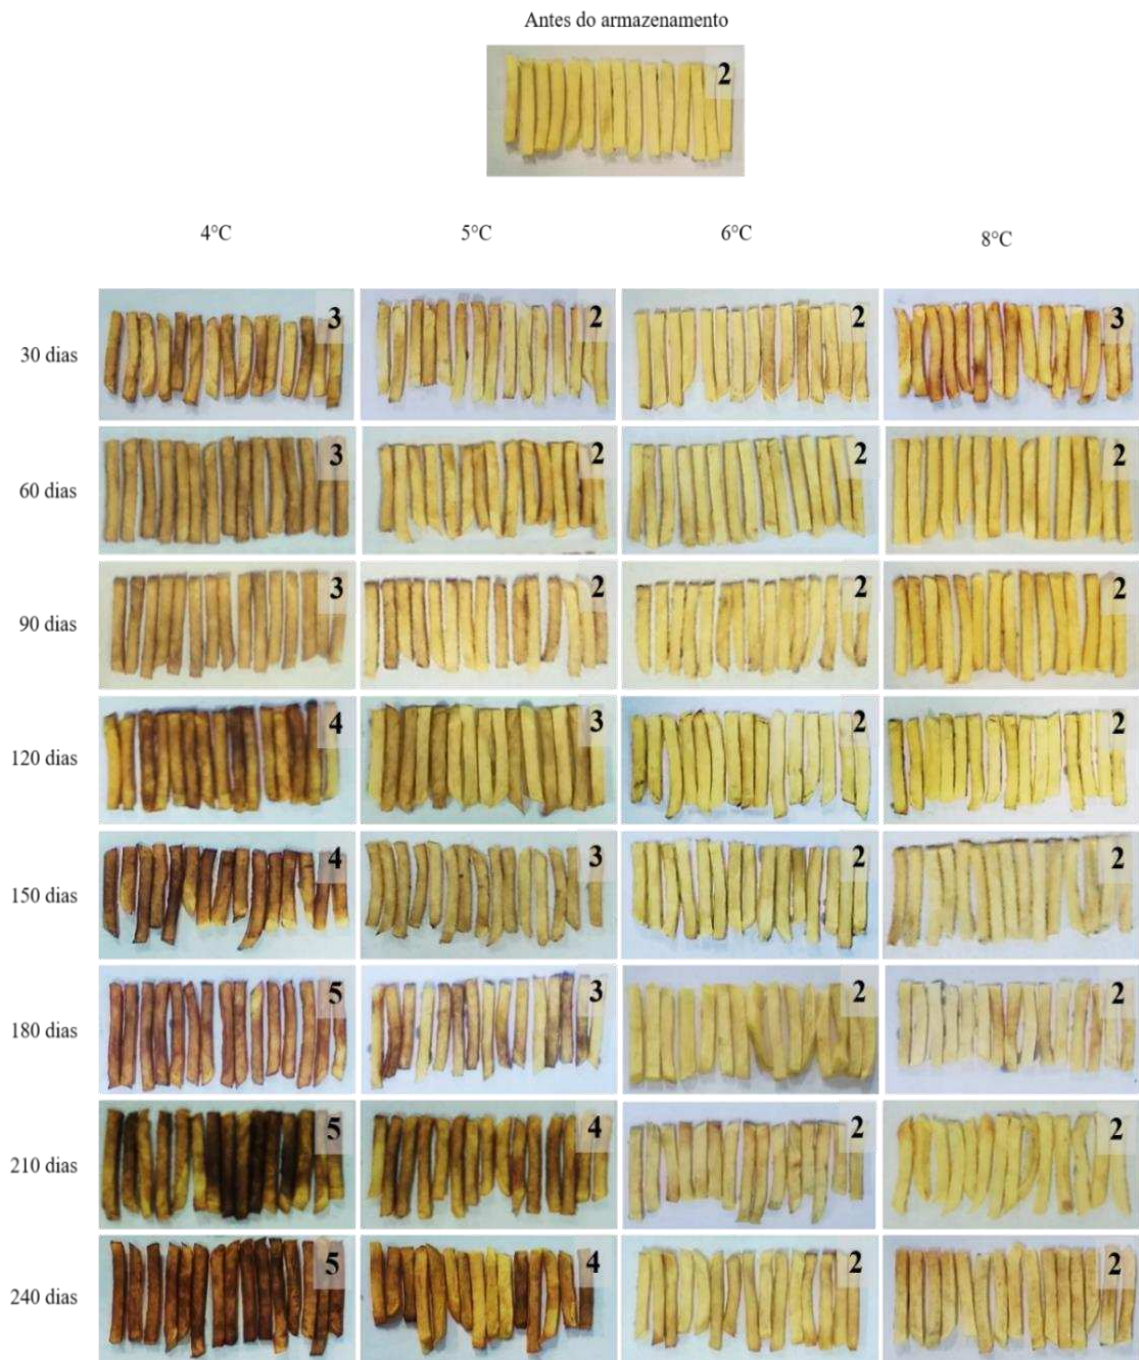 Antes do armazenamento
2
4°C 5°C 6°C 8°C
30 dias 3 2 2 3
60 dias 3 2 2 2
90 dias 3 2 2 2
120 dias 4 3 2 2
150 dias 4 3 2 2
180 dias 5 3 2 2
210 dias 5 4 2 2
240 dias 5 4 2 2